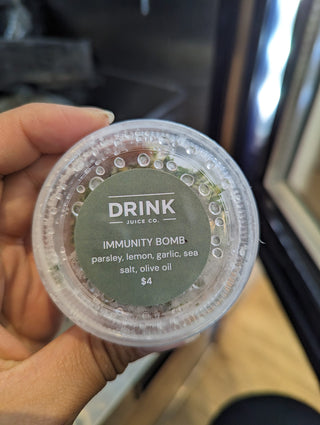 DRINK
JUICE CO.
IMMUNITY BOMB
parsley, lemon, garlic, sea
salt, olive oil
$4